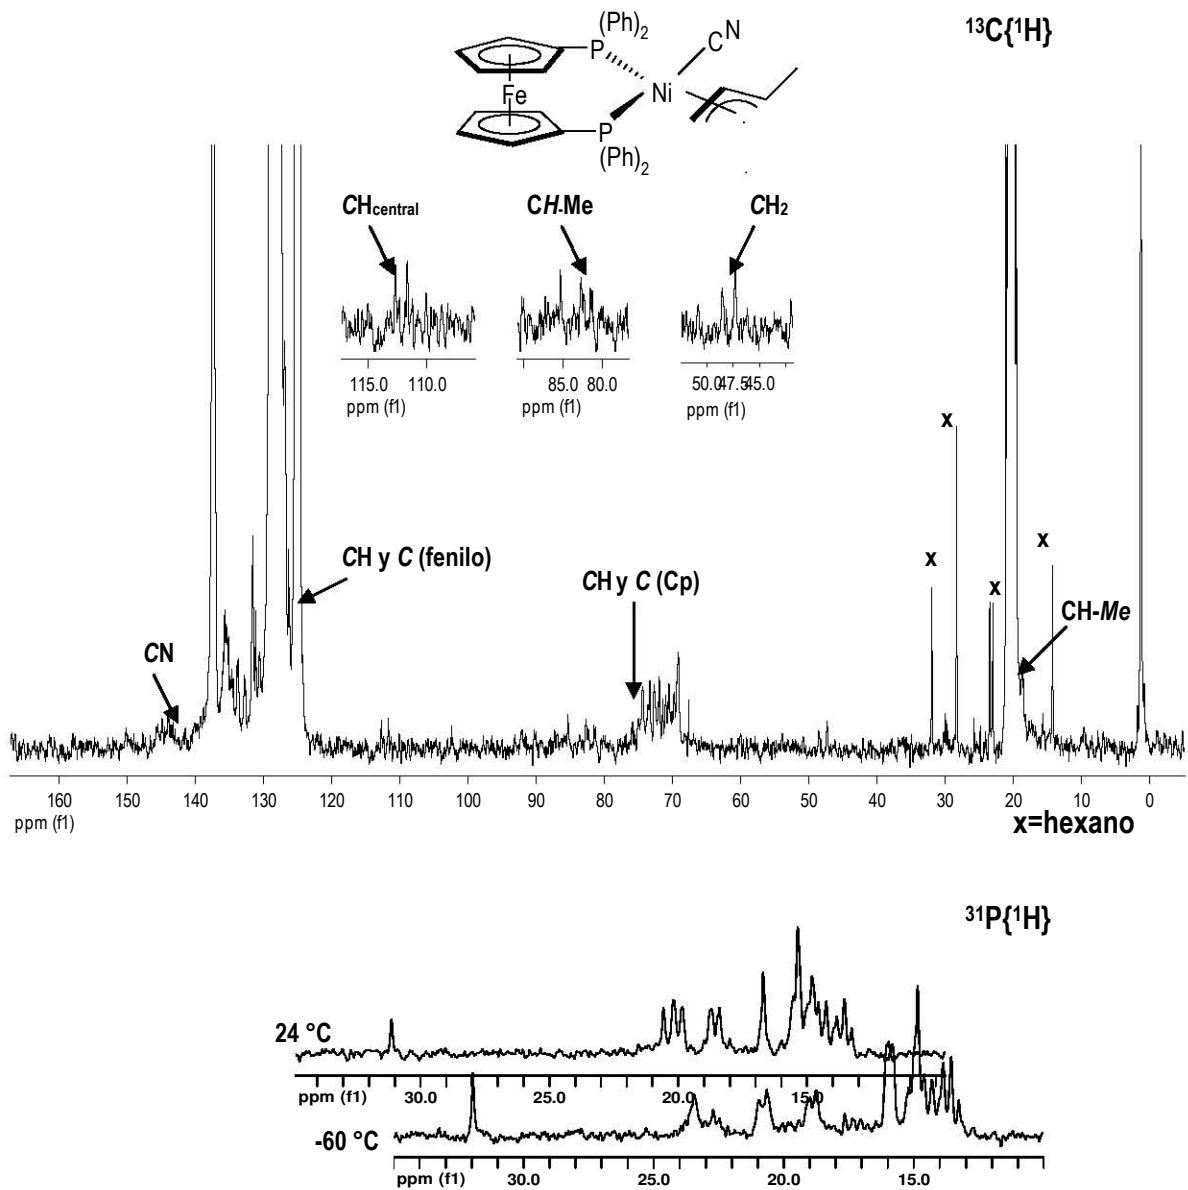 (Ph)2
¹³C{¹H}
P
CN
Fe
Ni
P
(Ph)2
CHcentral
CH-Me
CH2
115.0 110.0
ppm (f1)
85.0 80.0
ppm (f1)
50.0 47.5 45.0
ppm (f1)
x
x
x
x
CH y C (fenilo)
CH y C (Cp)
CH-Me
CN
160 150 140 130 120 110 100 90 80 70 60 50 40 30 20 10 0
ppm (f1)
x=hexano
³¹P{¹H}
24 °C
ppm (f1) 30.0 25.0 20.0 15.0
-60 °C
ppm (f1) 30.0 25.0 20.0 15.0